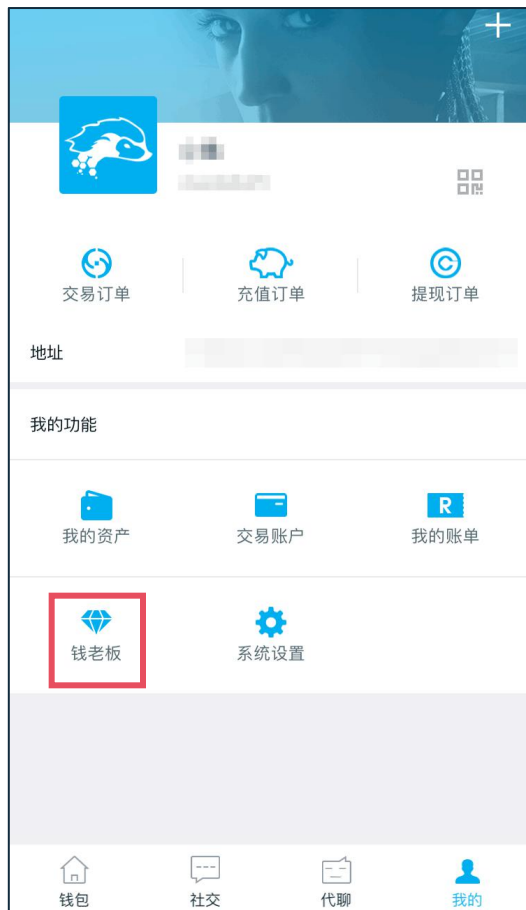 交易订单 充值订单 提现订单
地址
我的功能
我的资产 交易账户 R 我的账单
钱老板 系统设置
钱包 社交 代聊 我的